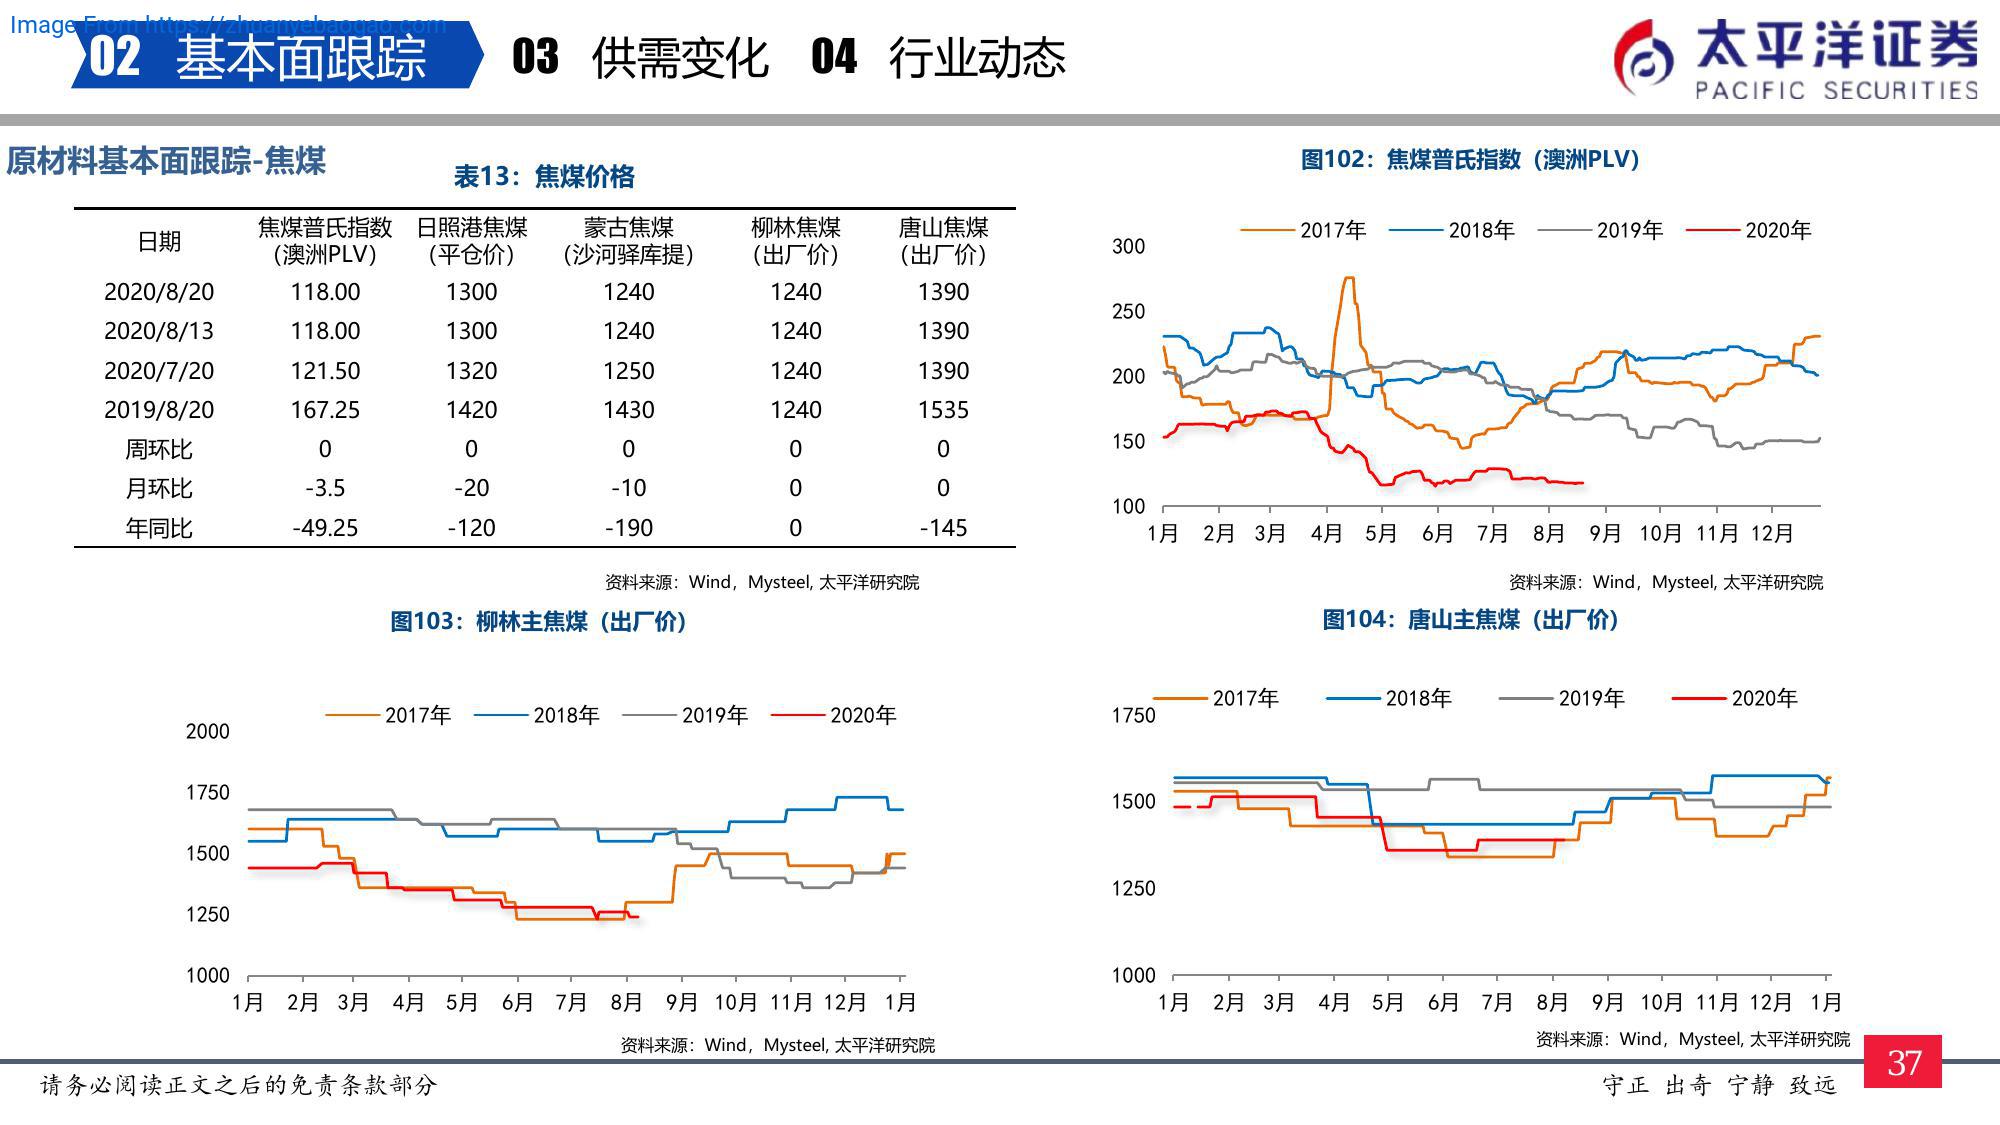 Image From https://zhuanyebaogao.com
02 基本面跟踪 03 供需变化 04 行业动态
太平洋证券
PACIFIC SECURITIES
原材料基本面跟踪-焦煤
表13：焦煤价格
日期 焦煤普氏指数（澳洲PLV） 日照港焦煤（平仓价） 蒙古焦煤（沙河驿库提） 柳林焦煤（出厂价） 唐山焦煤（出厂价）
2020/8/20 118.00 1300 1240 1240 1390
2020/8/13 118.00 1300 1240 1240 1390
2020/7/20 121.50 1320 1250 1240 1390
2019/8/20 167.25 1420 1430 1240 1535
周环比 0 0 0 0 0
月环比 -3.5 -20 -10 0 0
年同比 -49.25 -120 -190 0 -145
资料来源：Wind，Mysteel, 太平洋研究院
图102：焦煤普氏指数（澳洲PLV）
2017年 2018年 2019年 2020年
300
250
200
150
100
1月 2月 3月 4月 5月 6月 7月 8月 9月 10月 11月 12月
资料来源：Wind，Mysteel, 太平洋研究院
图103：柳林主焦煤（出厂价）
2017年 2018年 2019年 2020年
2000
1750
1500
1250
1000
1月 2月 3月 4月 5月 6月 7月 8月 9月 10月 11月 12月 1月
资料来源：Wind，Mysteel, 太平洋研究院
图104：唐山主焦煤（出厂价）
2017年 2018年 2019年 2020年
1750
1500
1250
1000
1月 2月 3月 4月 5月 6月 7月 8月 9月 10月 11月 12月 1月
资料来源：Wind，Mysteel, 太平洋研究院
请务必阅读正文之后的免责条款部分
守正 出奇 宁静 致远
37